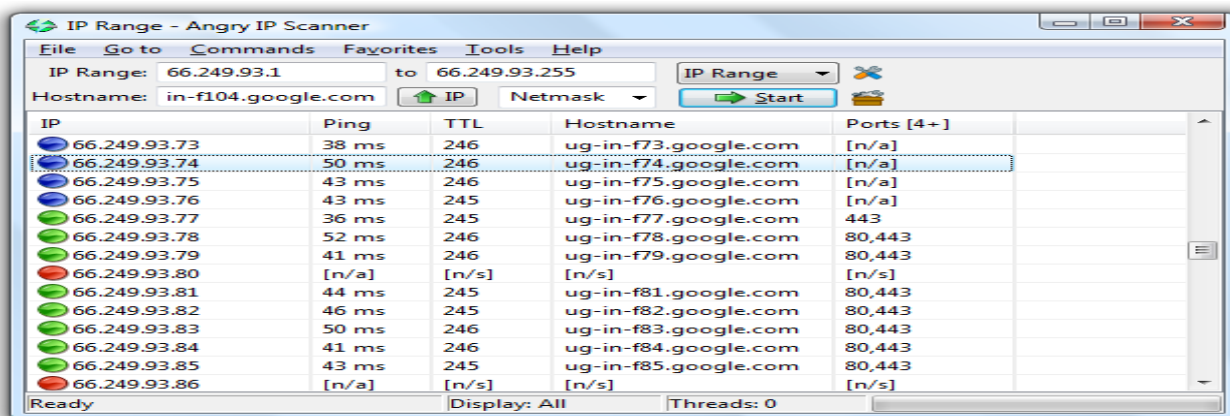 IP Range - Angry IP Scanner
File Go to Commands Favorites Tools Help
IP Range: 66.249.93.1 to 66.249.93.255 IP Range
Hostname: in-f104.google.com IP Netmask Start
IP Ping TTL Hostname Ports [4+]
66.249.93.73 38 ms 246 ug-in-f73.google.com [n/a]
66.249.93.74 50 ms 246 ug-in-f74.google.com [n/a]
66.249.93.75 43 ms 246 ug-in-f75.google.com [n/a]
66.249.93.76 43 ms 245 ug-in-f76.google.com [n/a]
66.249.93.77 36 ms 246 ug-in-f77.google.com 443
66.249.93.78 52 ms 246 ug-in-f78.google.com 80,443
66.249.93.79 41 ms 246 ug-in-f79.google.com 80,443
66.249.93.80 [n/a] [n/s] [n/s] [n/s]
66.249.93.81 44 ms 245 ug-in-f81.google.com 80,443
66.249.93.82 46 ms 245 ug-in-f82.google.com 80,443
66.249.93.83 50 ms 246 ug-in-f83.google.com 80,443
66.249.93.84 41 ms 246 ug-in-f84.google.com 80,443
66.249.93.85 43 ms 245 ug-in-f85.google.com 80,443
66.249.93.86 [n/a] [n/s] [n/s] [n/s]
Ready Display: All Threads: 0